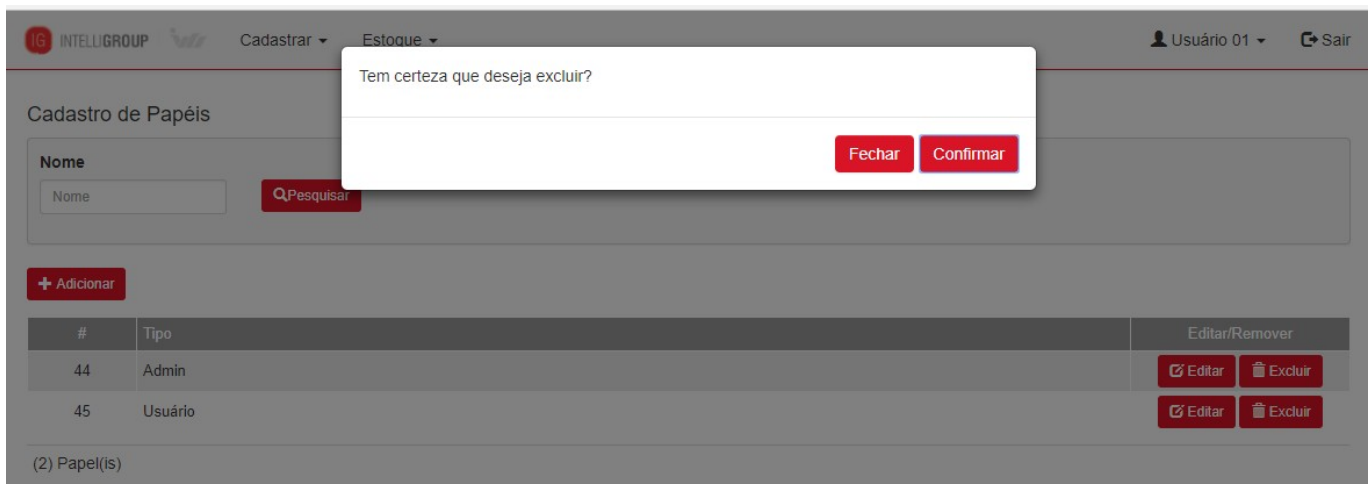 IG INTELLIGROUP Cadastrar Estoque Usuário 01 Sair
Tem certeza que deseja excluir?
Fechar Confirmar
Cadastro de Papéis
Nome
Nome Pesquisar
Adicionar
# Tipo Editar/Remover
44 Admin Editar Excluir
45 Usuário Editar Excluir
(2) Papel(is)